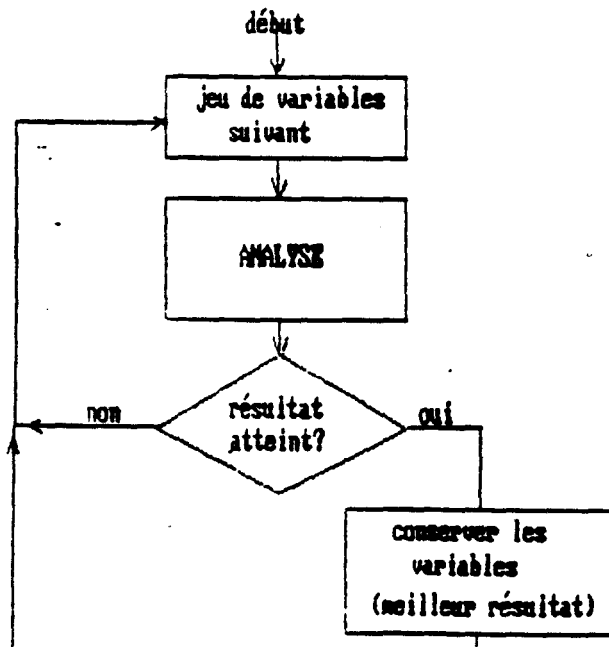 début
jeu de variables
suivant
ANALYSE
résultat
atteint?
non
oui
conserver les
variables
(meilleur résultat)